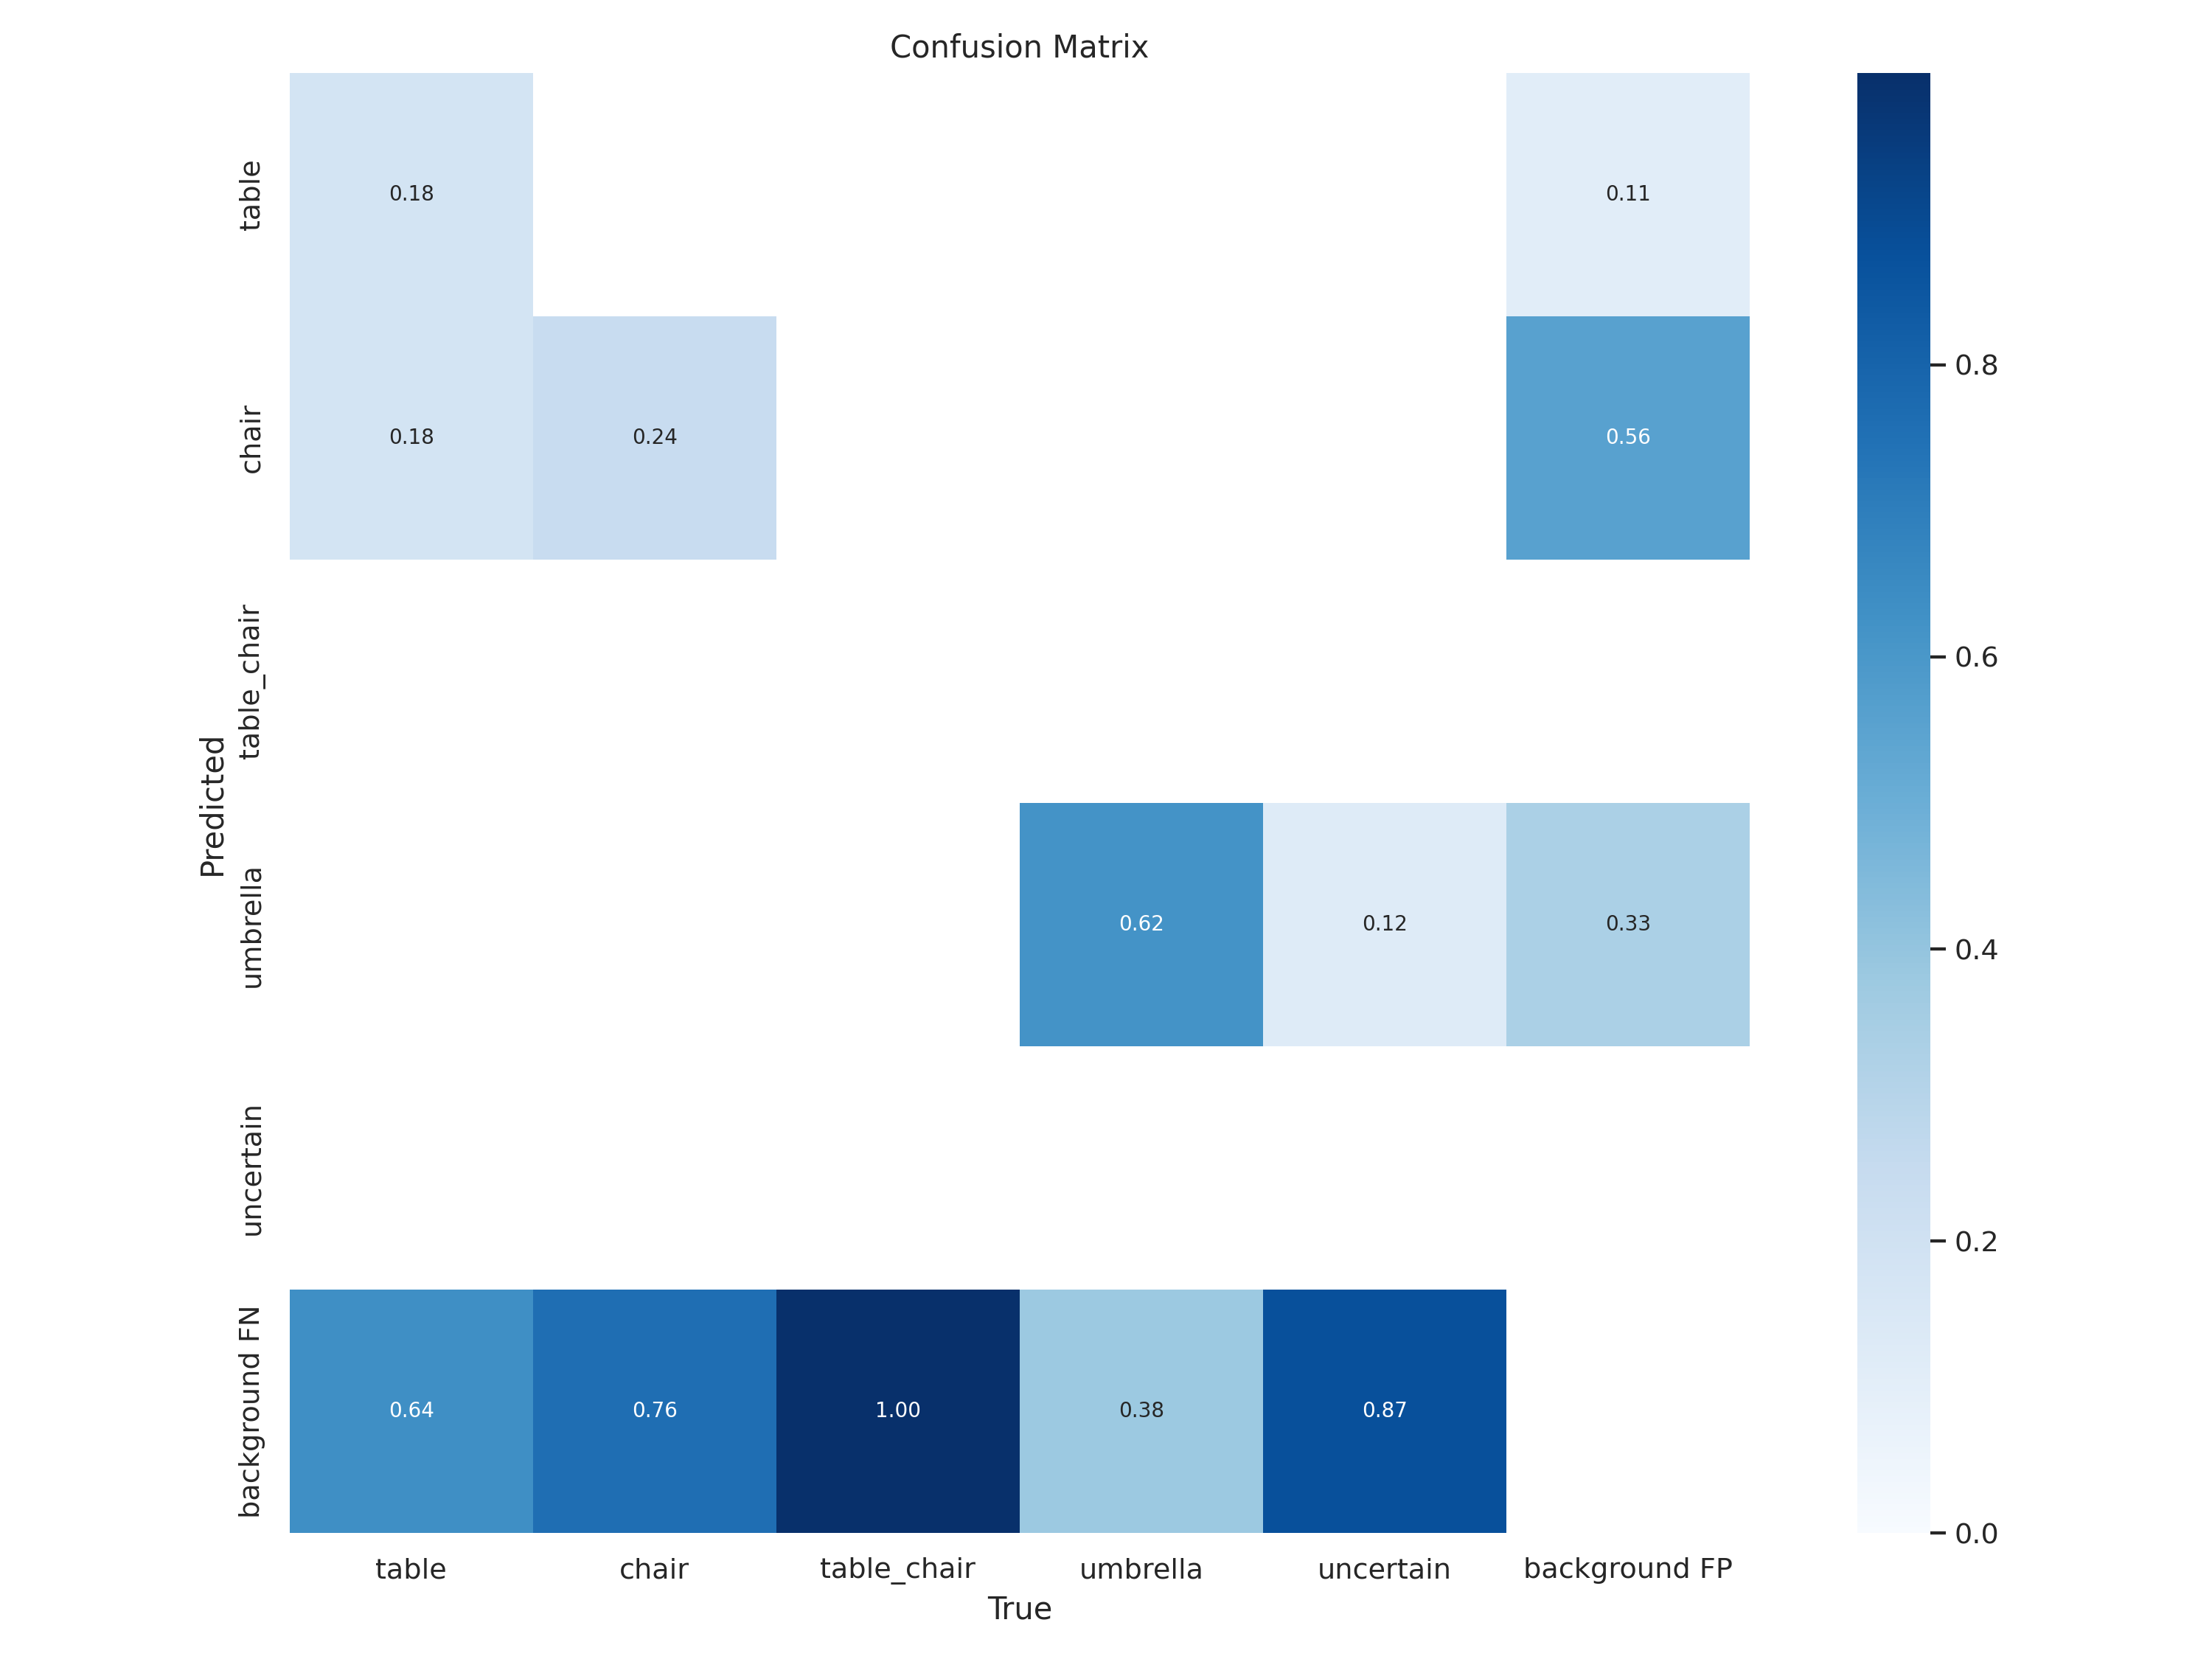 Confusion Matrix
table
0.18
0.11
chair
0.18
0.24
0.56
table_chair
umbrella
0.62
0.12
0.33
uncertain
background FN
0.64
0.76
1.00
0.38
0.87
Predicted
table
chair
table_chair
umbrella
uncertain
background FP
True
0.8
0.6
0.4
0.2
0.0